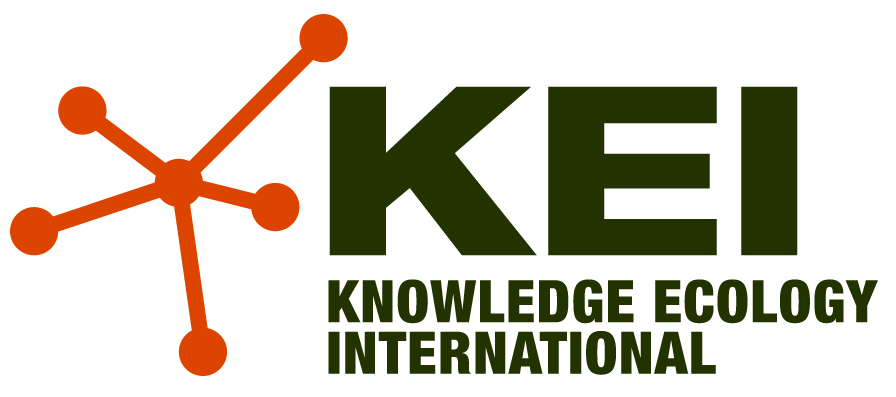 KEI
KNOWLEDGE ECOLOGY
INTERNATIONAL